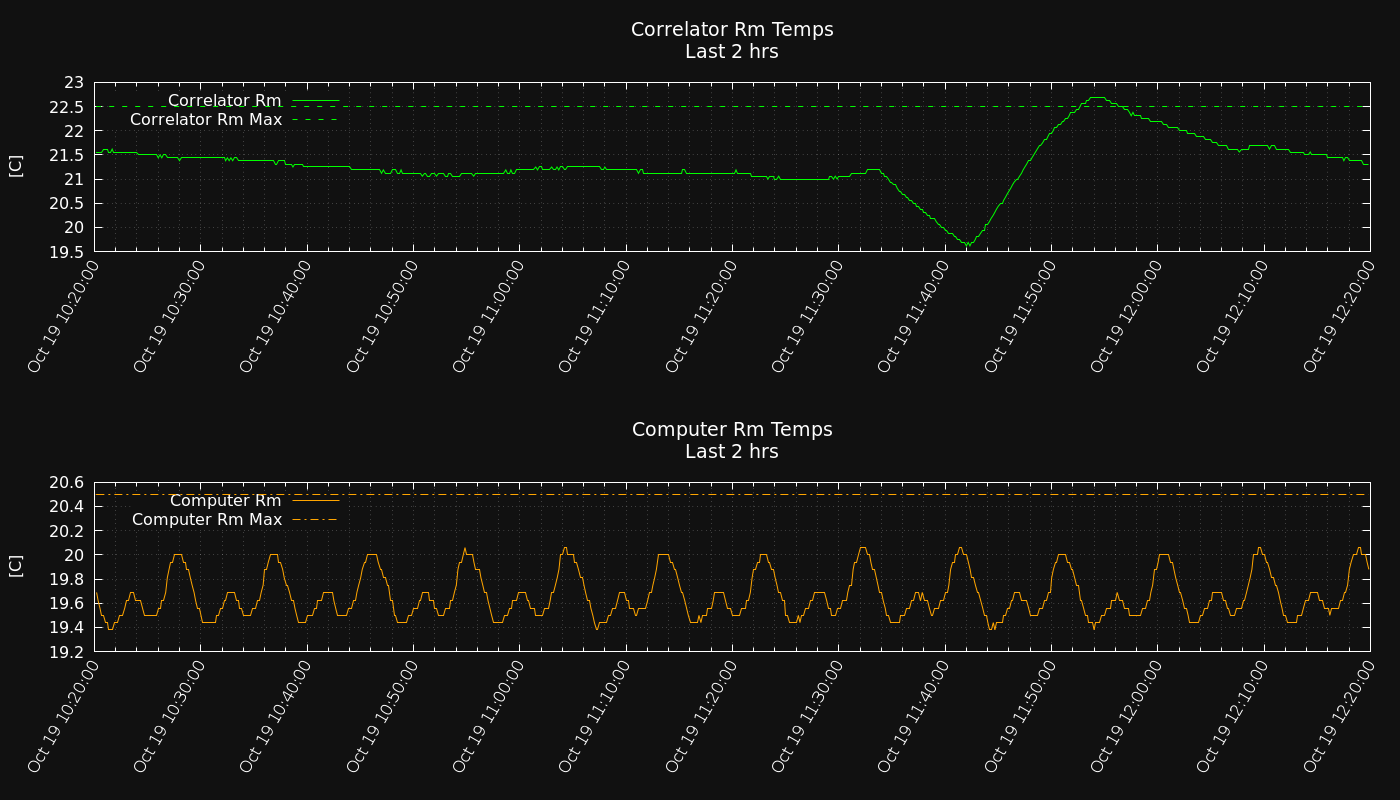 Correlator Rm Temps
Last 2 hrs
23
22.5
22
21.5
21
20.5
20
19.5
[C]
Correlator Rm
Correlator Rm Max
Oct 19 10:20:00
Oct 19 10:30:00
Oct 19 10:40:00
Oct 19 10:50:00
Oct 19 11:00:00
Oct 19 11:10:00
Oct 19 11:20:00
Oct 19 11:30:00
Oct 19 11:40:00
Oct 19 11:50:00
Oct 19 12:00:00
Oct 19 12:10:00
Oct 19 12:20:00
Computer Rm Temps
Last 2 hrs
20.6
20.4
20.2
20
19.8
19.6
19.4
19.2
[C]
Computer Rm
Computer Rm Max
Oct 19 10:20:00
Oct 19 10:30:00
Oct 19 10:40:00
Oct 19 10:50:00
Oct 19 11:00:00
Oct 19 11:10:00
Oct 19 11:20:00
Oct 19 11:30:00
Oct 19 11:40:00
Oct 19 11:50:00
Oct 19 12:00:00
Oct 19 12:10:00
Oct 19 12:20:00